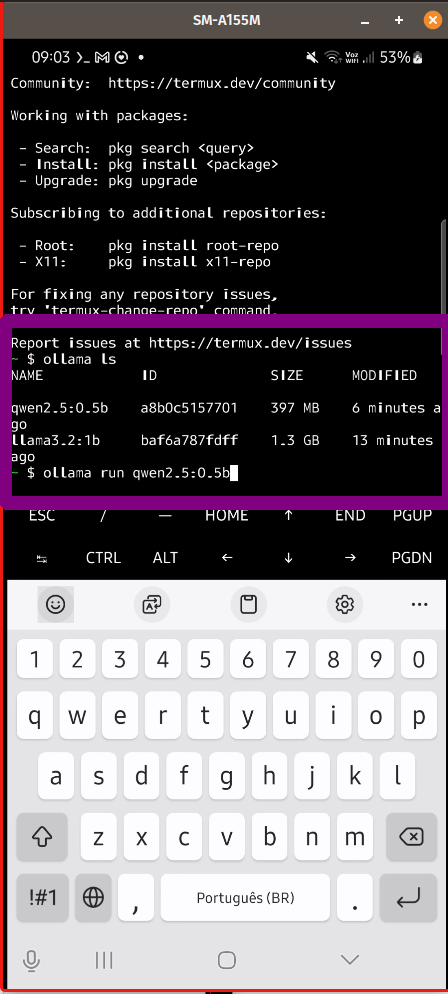 SM-A155M
09:03
Voz
WiFi
53%
Community:  https://termux.dev/community
Working with packages:
- Search:  pkg search <query>
- Install: pkg install <package>
- Upgrade: pkg upgrade
Subscribing to additional repositories:
- Root:    pkg install root-repo
- X11:     pkg install x11-repo
For fixing any repository issues,
try 'termux-change-repo' command.
Report issues at https://termux.dev/issues
~ $ ollama ls
NAME            ID              SIZE      MODIFIED
qwen2.5:0.5b    a8b0c5157701    397 MB    6 minutes a
go
llama3.2:1b     baf6a787fdff    1.3 GB    13 minutes
ago
~ $ ollama run qwen2.5:0.5b
ESC / — HOME ↑ END PGUP
↹ CTRL ALT ← ↓ → PGDN
1 2 3 4 5 6 7 8 9 0
q w e r t y u i o p
a s d f g h j k l
z x c v b n m
!#1 , Português (BR) .